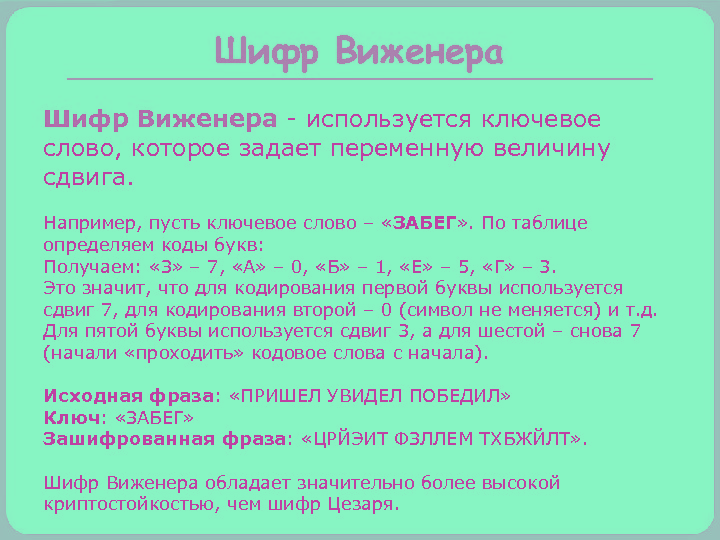 Шифр Виженера
Шифр Виженера - используется ключевое
слово, которое задает переменную величину
сдвига.
Например, пусть ключевое слово – «ЗАБЕГ». По таблице
определяем коды букв:
Получаем: «З» – 7, «А» – 0, «Б» – 1, «Е» – 5, «Г» – 3.
Это значит, что для кодирования первой буквы используется
сдвиг 7, для кодирования второй – 0 (символ не меняется) и т.д.
Для пятой буквы используется сдвиг 3, а для шестой – снова 7
(начали «проходить» кодовое слова с начала).
Исходная фраза: «ПРИШЕЛ УВИДЕЛ ПОБЕДИЛ»
Ключ: «ЗАБЕГ»
Зашифрованная фраза: «ЦРЙЭИТ ФЗЛЛЕМ ТХБЖЙЛТ».
Шифр Виженера обладает значительно более высокой
криптостойкостью, чем шифр Цезаря.